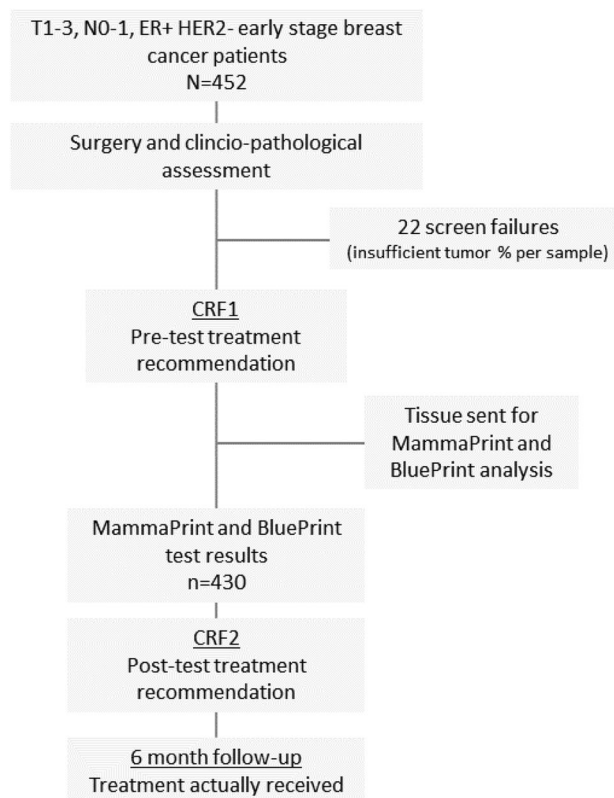 T1-3, N0-1, ER+ HER2- early stage breast
cancer patients
N=452
Surgery and clincio-pathological
assessment
22 screen failures
(insufficient tumor % per sample)
CRF1
Pre-test treatment
recommendation
Tissue sent for
MammaPrint and
BluePrint analysis
MammaPrint and BluePrint
test results
n=430
CRF2
Post-test treatment
recommendation
6 month follow-up
Treatment actually received